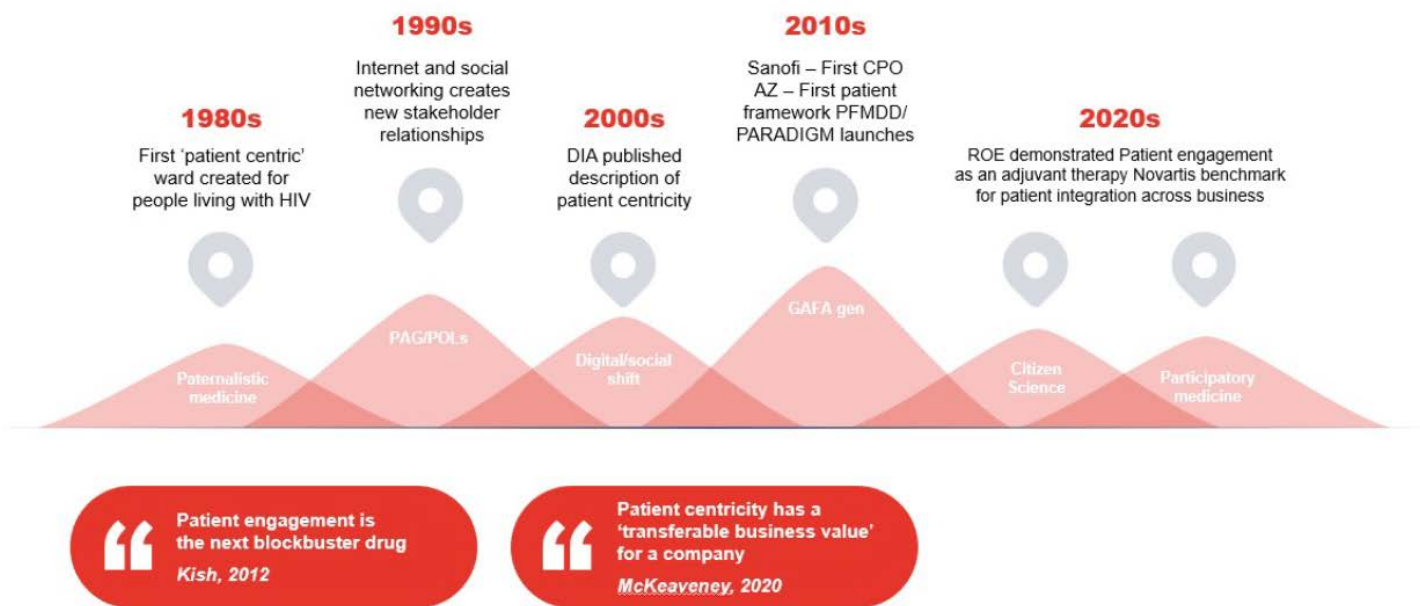 1980s
First ‘patient centric’
ward created for
people living with HIV
1990s
Internet and social
networking creates
new stakeholder
relationships
2000s
DIA published
description of
patient centricity
2010s
Sanofi – First CPO
AZ – First patient
framework PFMDD/
PARADIGM launches
2020s
ROE demonstrated Patient engagement
as an adjuvant therapy Novartis benchmark
for patient integration across business
Paternalistic
medicine
PAG/POLs
Digital/social
shift
GAFA gen
Citizen
Science
Participatory
medicine
“
Patient engagement is
the next blockbuster drug
Kish, 2012
“
Patient centricity has a
‘transferable business value’
for a company
McKeaveney, 2020